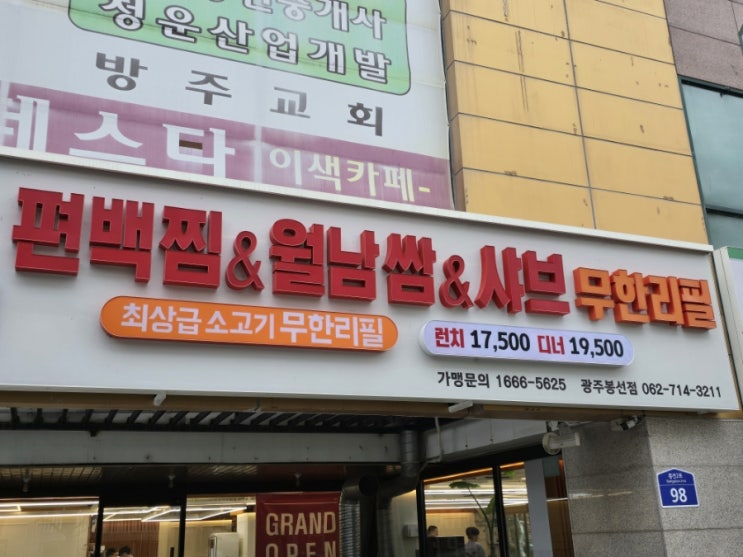 청운산업개발
방주교회
스타 이색카페-
편백찜&월남쌈&샤브 무한리필
최상급 소고기 무한리필
런치 17,500 디너 19,500
가맹문의 1666-5625 광주봉선점 062-714-3211
98
GRAND
OPEN